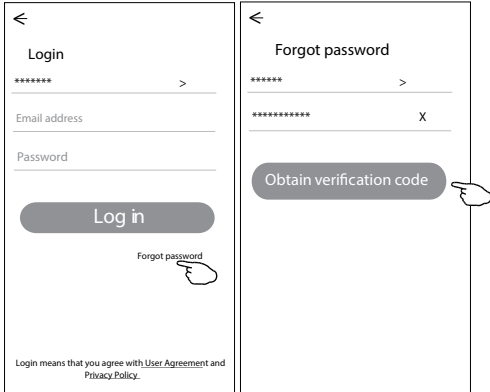 Login
******* >
Email address
Password
Log in
Forgot password
Login means that you agree with User Agreement and
Privacy Policy
Forgot password
****** >
*********** X
Obtain verification code